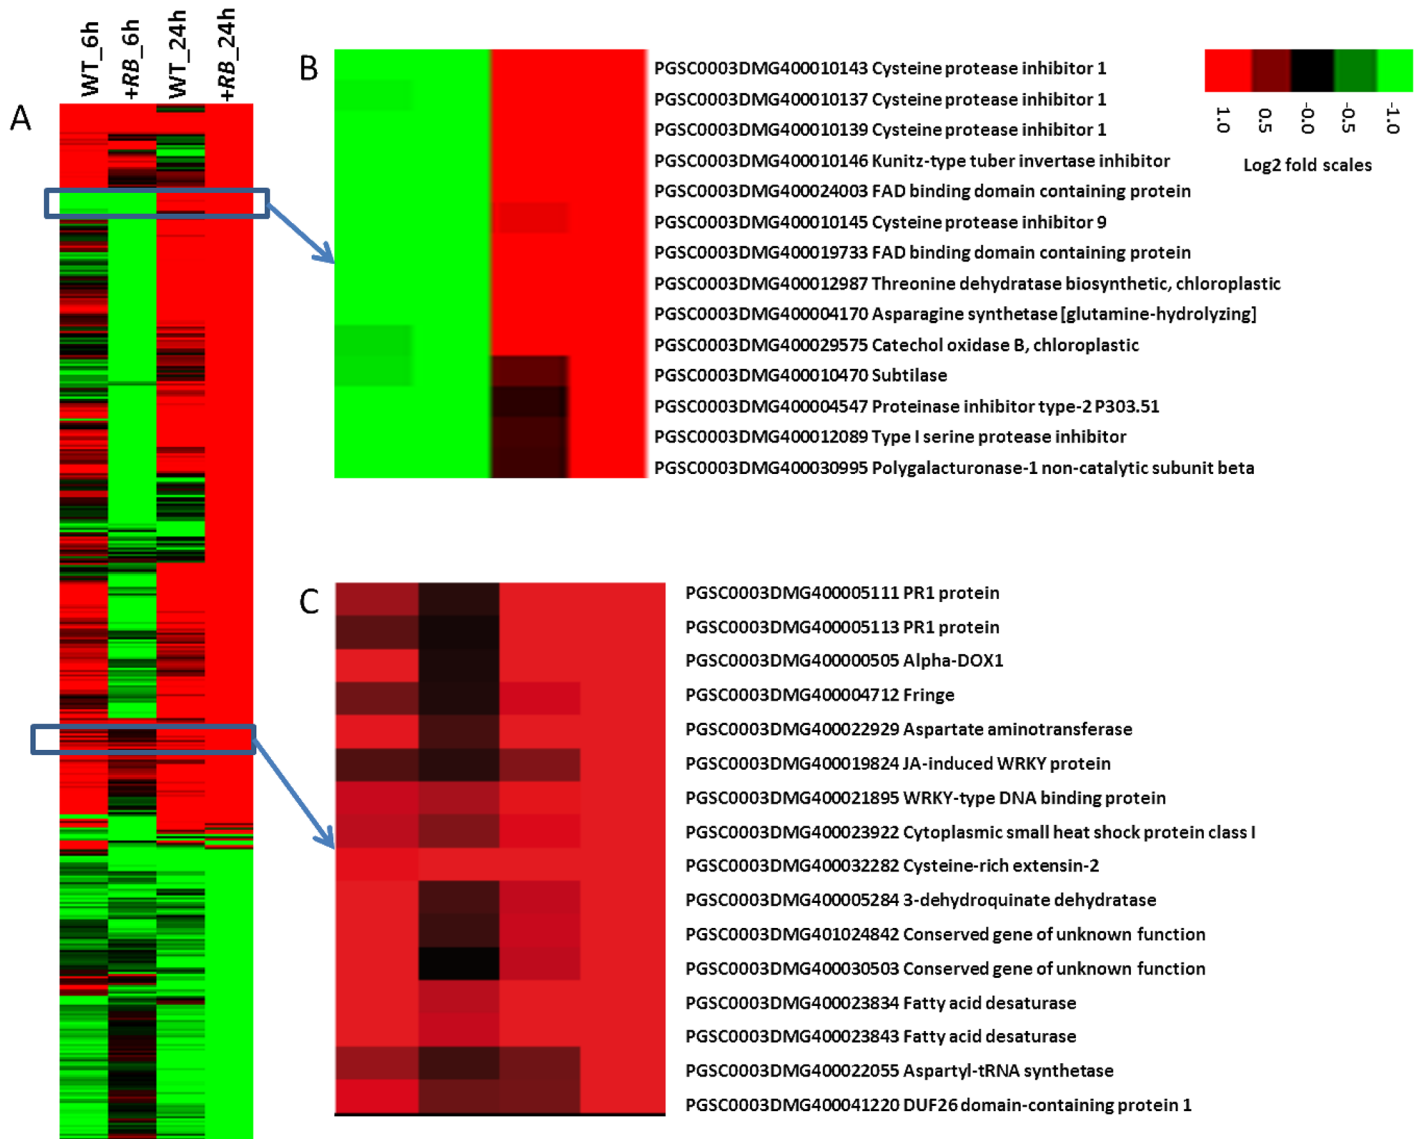 A
WT_6h
+RB_6h
WT_24h
+RB_24h
B
PGSC0003DMG400010143 Cysteine protease inhibitor 1
PGSC0003DMG400010137 Cysteine protease inhibitor 1
PGSC0003DMG400010139 Cysteine protease inhibitor 1
PGSC0003DMG400010146 Kunitz-type tuber invertase inhibitor
PGSC0003DMG400024003 FAD binding domain containing protein
PGSC0003DMG400010145 Cysteine protease inhibitor 9
PGSC0003DMG400019733 FAD binding domain containing protein
PGSC0003DMG400012987 Threonine dehydratase biosynthetic, chloroplastic
PGSC0003DMG400004170 Asparagine synthetase [glutamine-hydrolyzing]
PGSC0003DMG400029575 Catechol oxidase B, chloroplastic
PGSC0003DMG400010470 Subtilase
PGSC0003DMG400004547 Proteinase inhibitor type-2 P303.51
PGSC0003DMG400012089 Type I serine protease inhibitor
PGSC0003DMG400030995 Polygalacturonase-1 non-catalytic subunit beta
1.0
0.5
-0.0
-0.5
-1.0
Log2 fold scales
C
PGSC0003DMG400005111 PR1 protein
PGSC0003DMG400005113 PR1 protein
PGSC0003DMG400000505 Alpha-DOX1
PGSC0003DMG400004712 Fringe
PGSC0003DMG400022929 Aspartate aminotransferase
PGSC0003DMG400019824 JA-induced WRKY protein
PGSC0003DMG400021895 WRKY-type DNA binding protein
PGSC0003DMG400023922 Cytoplasmic small heat shock protein class I
PGSC0003DMG400032282 Cysteine-rich extensin-2
PGSC0003DMG400005284 3-dehydroquinate dehydratase
PGSC0003DMG401024842 Conserved gene of unknown function
PGSC0003DMG400030503 Conserved gene of unknown function
PGSC0003DMG400023834 Fatty acid desaturase
PGSC0003DMG400023843 Fatty acid desaturase
PGSC0003DMG400022055 Aspartyl-tRNA synthetase
PGSC0003DMG400041220 DUF26 domain-containing protein 1